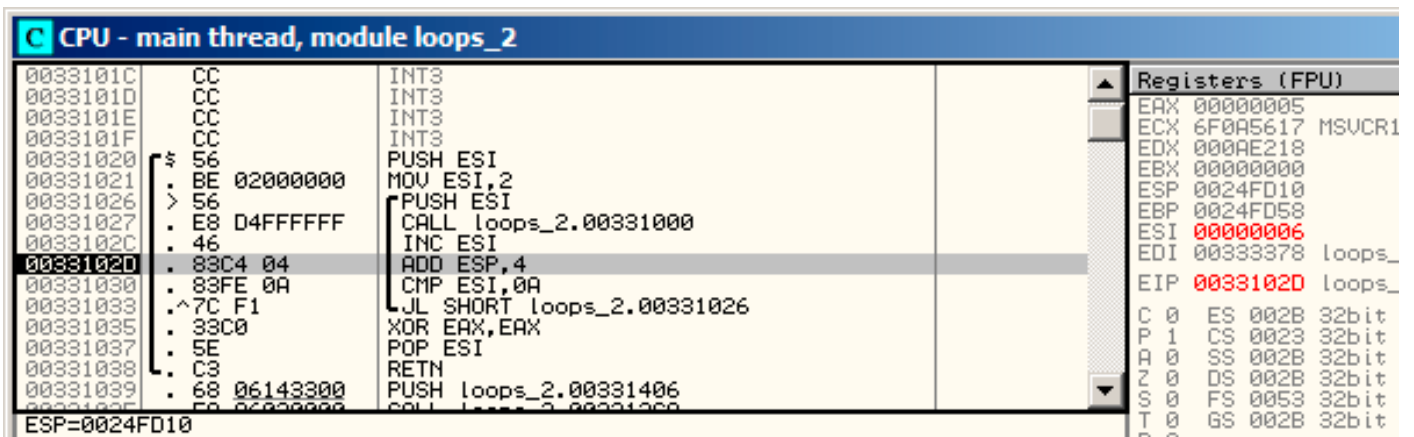 C CPU - main thread, module loops_2
0033101C CC INT3
0033101D CC INT3
0033101E CC INT3
0033101F CC INT3
00331020 $ 56 PUSH ESI
00331021 . BE 02000000 MOV ESI,2
00331026 > 56 PUSH ESI
00331027 . E8 D4FFFFFF CALL loops_2.00331000
0033102C . 46 INC ESI
0033102D . 83C4 04 ADD ESP,4
00331030 . 83FE 0A CMP ESI,0A
00331033 .^7C F1 JL SHORT loops_2.00331026
00331035 . 33C0 XOR EAX,EAX
00331037 . 5E POP ESI
00331038 . C3 RETN
00331039 . 68 06143300 PUSH loops_2.00331406
ESP=0024FD10
Registers (FPU)
EAX 00000005
ECX 6F0A5617 MSVCR1
EDX 000AE218
EBX 00000000
ESP 0024FD10
EBP 0024FD58
ESI 00000006
EDI 00333378 loops_
EIP 0033102D loops_
C 0 ES 002B 32bit
P 1 CS 0023 32bit
A 0 SS 002B 32bit
Z 0 DS 002B 32bit
S 0 FS 0053 32bit
T 0 GS 002B 32bit